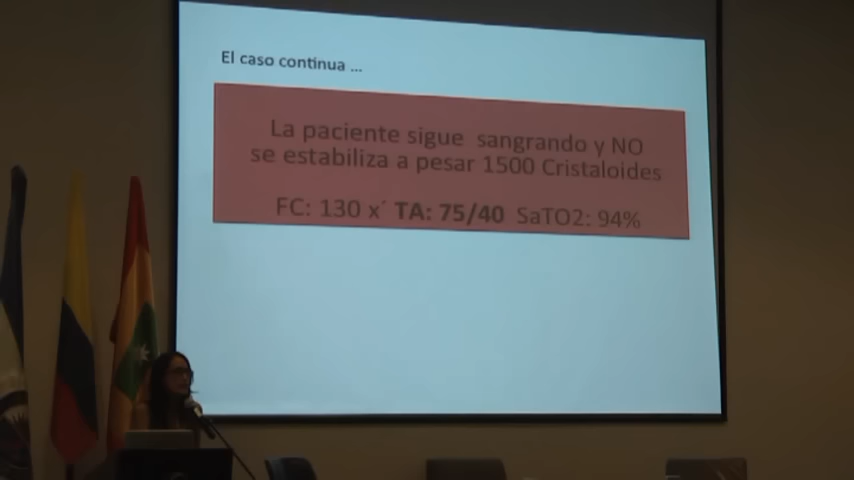 El caso continua ...
La paciente sigue sangrando y NO
se estabiliza a pesar 1500 Cristaloides
FC: 130 x´ TA: 75/40 SaTO2: 94%